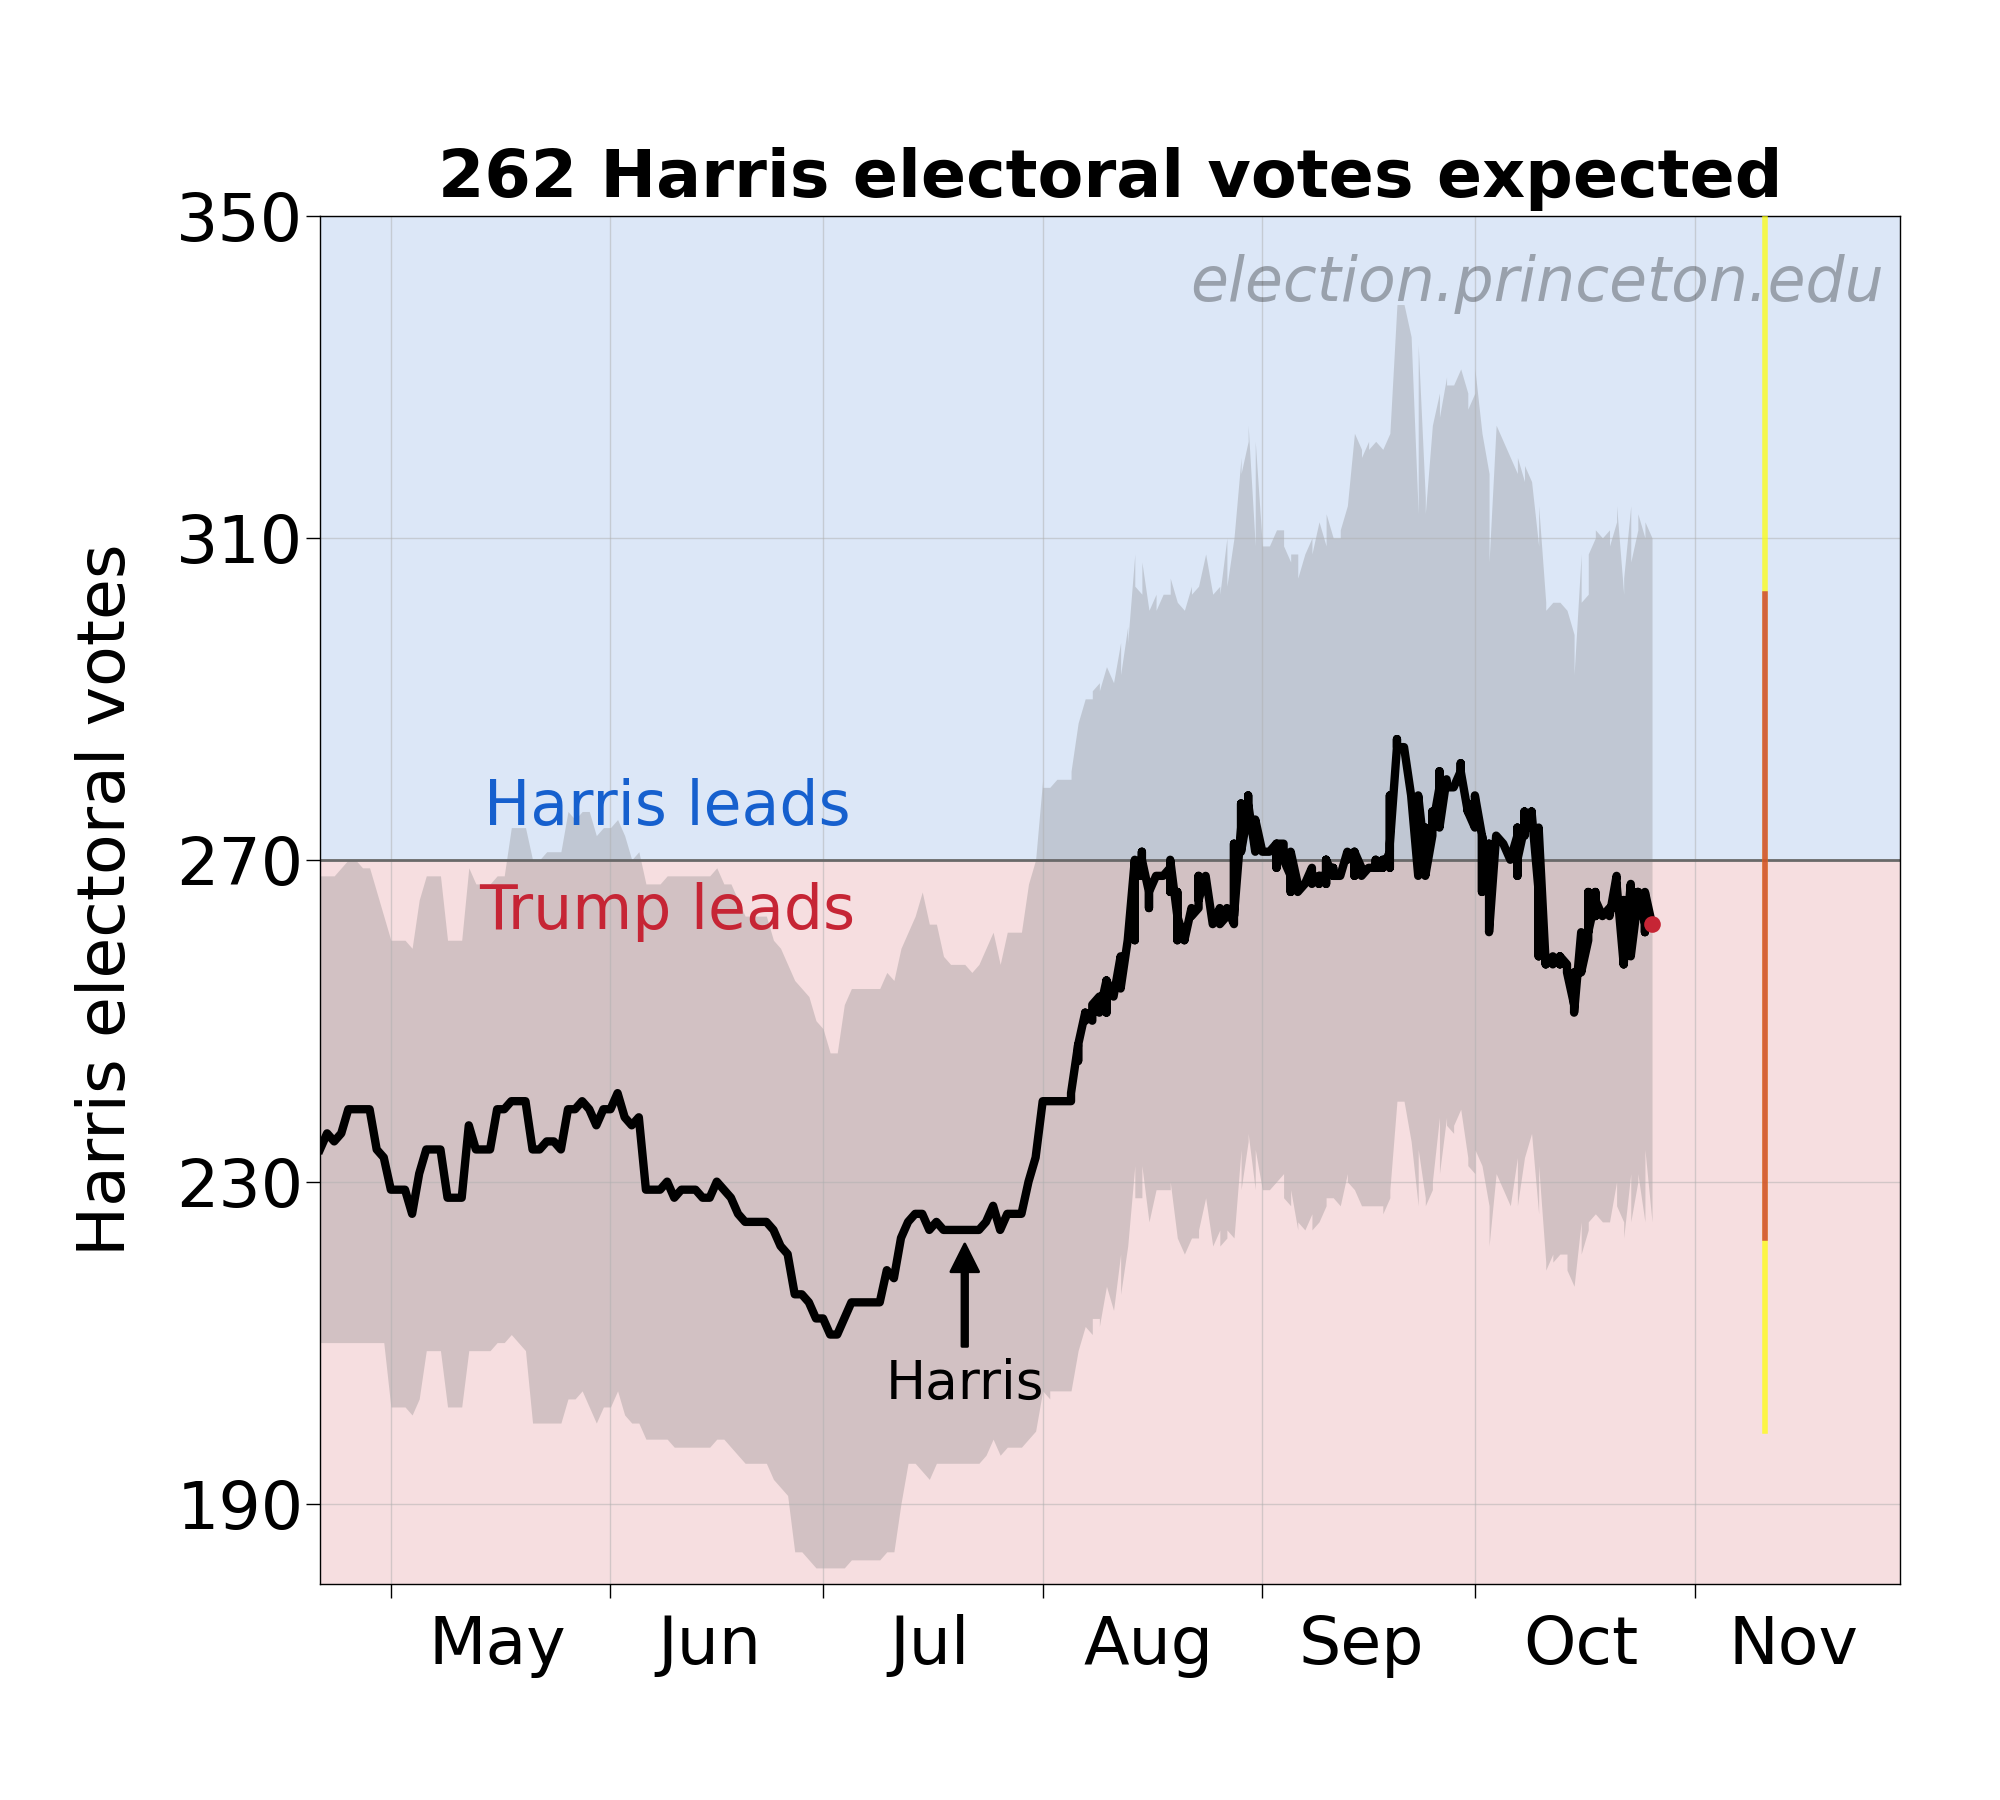 262 Harris electoral votes expected
election.princeton.edu
350
310
270
230
190
Harris electoral votes
Harris leads
Trump leads
Harris
May Jun Jul Aug Sep Oct Nov